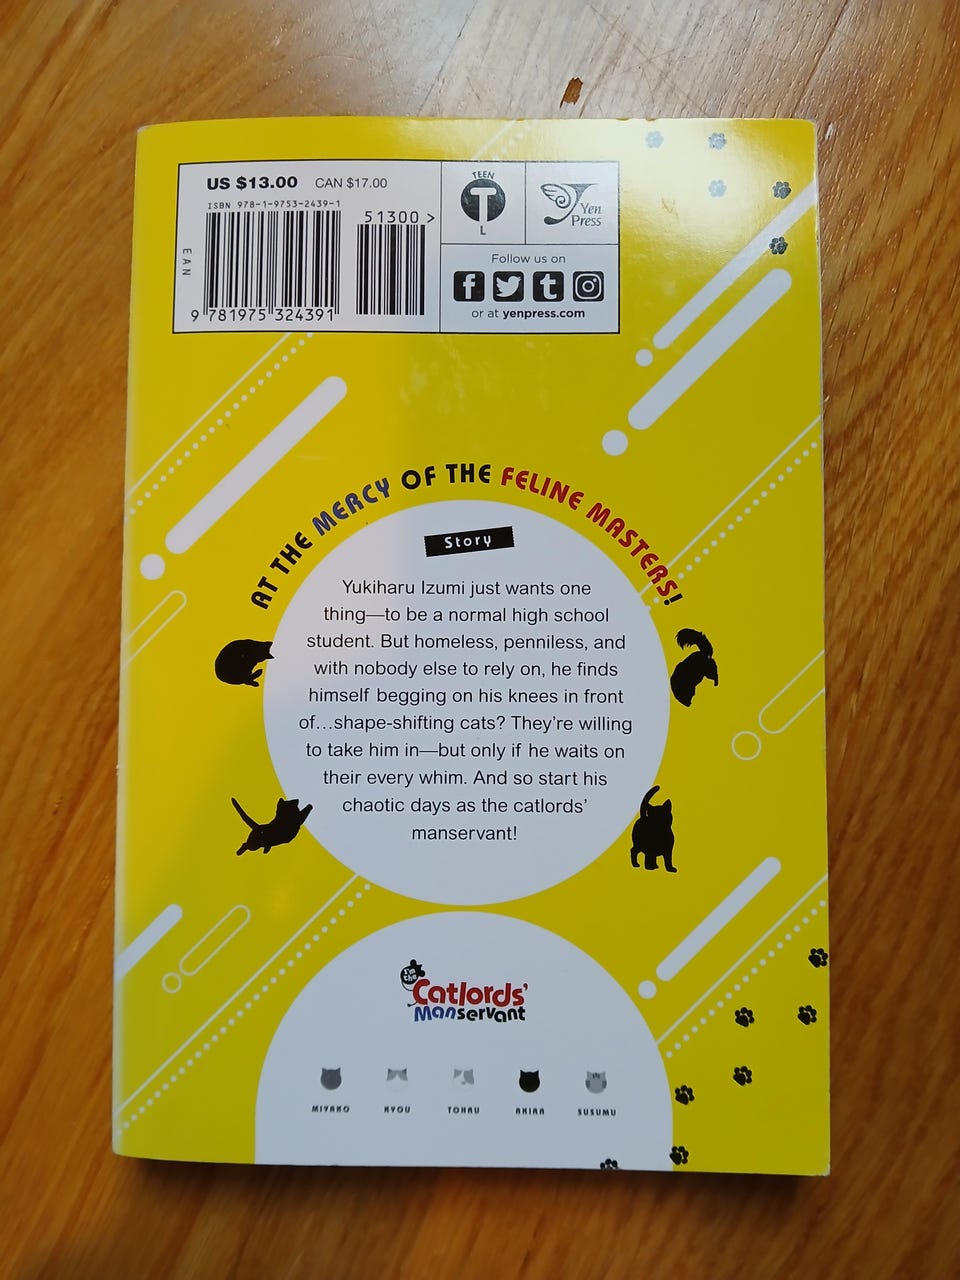 US $13.00 CAN $17.00
ISBN 978-1-9753-2439-1
51300 >
EAN
9 781975 324391
TEEN
T
L
Yen
Press
Follow us on
f t
or at yenpress.com
AT THE MERCY OF THE FELINE MASTERS!
Story
Yukiharu Izumi just wants one
thing—to be a normal high school
student. But homeless, penniless, and
with nobody else to rely on, he finds
himself begging on his knees in front
of...shape-shifting cats? They're willing
to take him in—but only if he waits on
their every whim. And so start his
chaotic days as the catlords'
manservant!
I'm
the
Catlords'
Manservant
MIYAKO KYOU TOHRU AKIRA SUSUMU